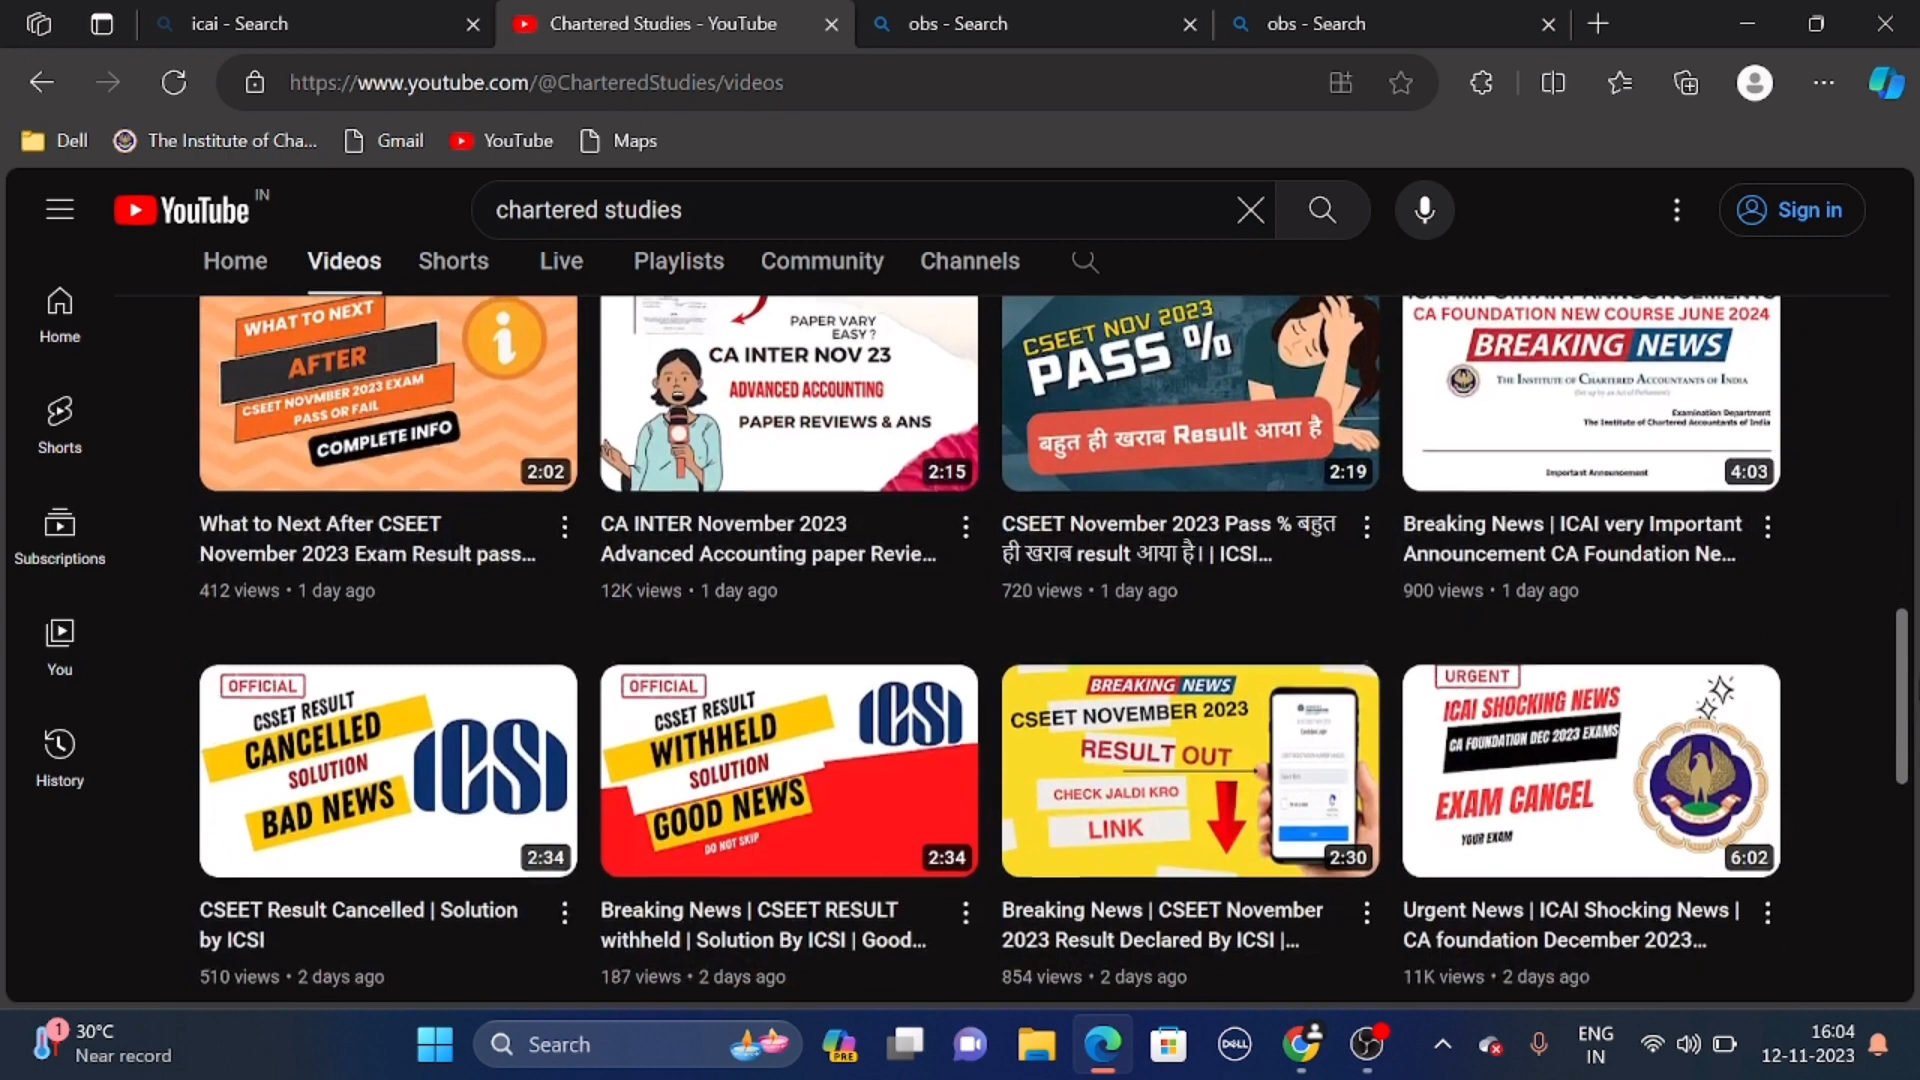 icai - Search
Chartered Studies - YouTube
obs - Search
obs - Search
https://www.youtube.com/@CharteredStudies/videos
Dell
The Institute of Cha...
Gmail
YouTube
Maps
YouTube IN
chartered studies
Sign in
Home
Videos
Shorts
Live
Playlists
Community
Channels
Home
Shorts
Subscriptions
You
History
WHAT TO NEXT
AFTER
CSEET NOVMBER 2023 EXAM
PASS OR FAIL
COMPLETE INFO
2:02
PAPER VARY
EASY ?
CA INTER NOV 23
ADVANCED ACCOUNTING
PAPER REVIEWS & ANS
2:15
CSEET NOV 2023
PASS %
बहुत ही खराब Result आया है
2:19
CA FOUNDATION NEW COURSE JUNE 2024
BREAKING NEWS
THE INSTITUTE OF CHARTERED ACCOUNTANTS OF INDIA
Examination Department
The Institute of Chartered Accountants of India
Important Announcement
4:03
What to Next After CSEET
November 2023 Exam Result pass...
412 views • 1 day ago
CA INTER November 2023
Advanced Accounting paper Revie...
12K views • 1 day ago
CSEET November 2023 Pass % बहुत
ही खराब result आया है। | ICSI...
720 views • 1 day ago
Breaking News | ICAI very Important
Announcement CA Foundation Ne...
900 views • 1 day ago
OFFICIAL
CSSET RESULT
CANCELLED
SOLUTION
BAD NEWS
ICSI
2:34
OFFICIAL
CSSET RESULT
WITHHELD
SOLUTION
GOOD NEWS
DO NOT SKIP
ICSI
2:34
BREAKING NEWS
CSEET NOVEMBER 2023
RESULT OUT
CHECK JALDI KRO
LINK
2:30
URGENT
ICAI SHOCKING NEWS
CA FOUNDATION DEC 2023 EXAMS
EXAM CANCEL
YOUR EXAM
6:02
CSEET Result Cancelled | Solution
by ICSI
510 views • 2 days ago
Breaking News | CSEET RESULT
withheld | Solution By ICSI | Good...
187 views • 2 days ago
Breaking News | CSEET November
2023 Result Declared By ICSI |...
854 views • 2 days ago
Urgent News | ICAI Shocking News |
CA foundation December 2023...
11K views • 2 days ago
1
30°C
Near record
Search
PRE
DELL
ENG
IN
16:04
12-11-2023